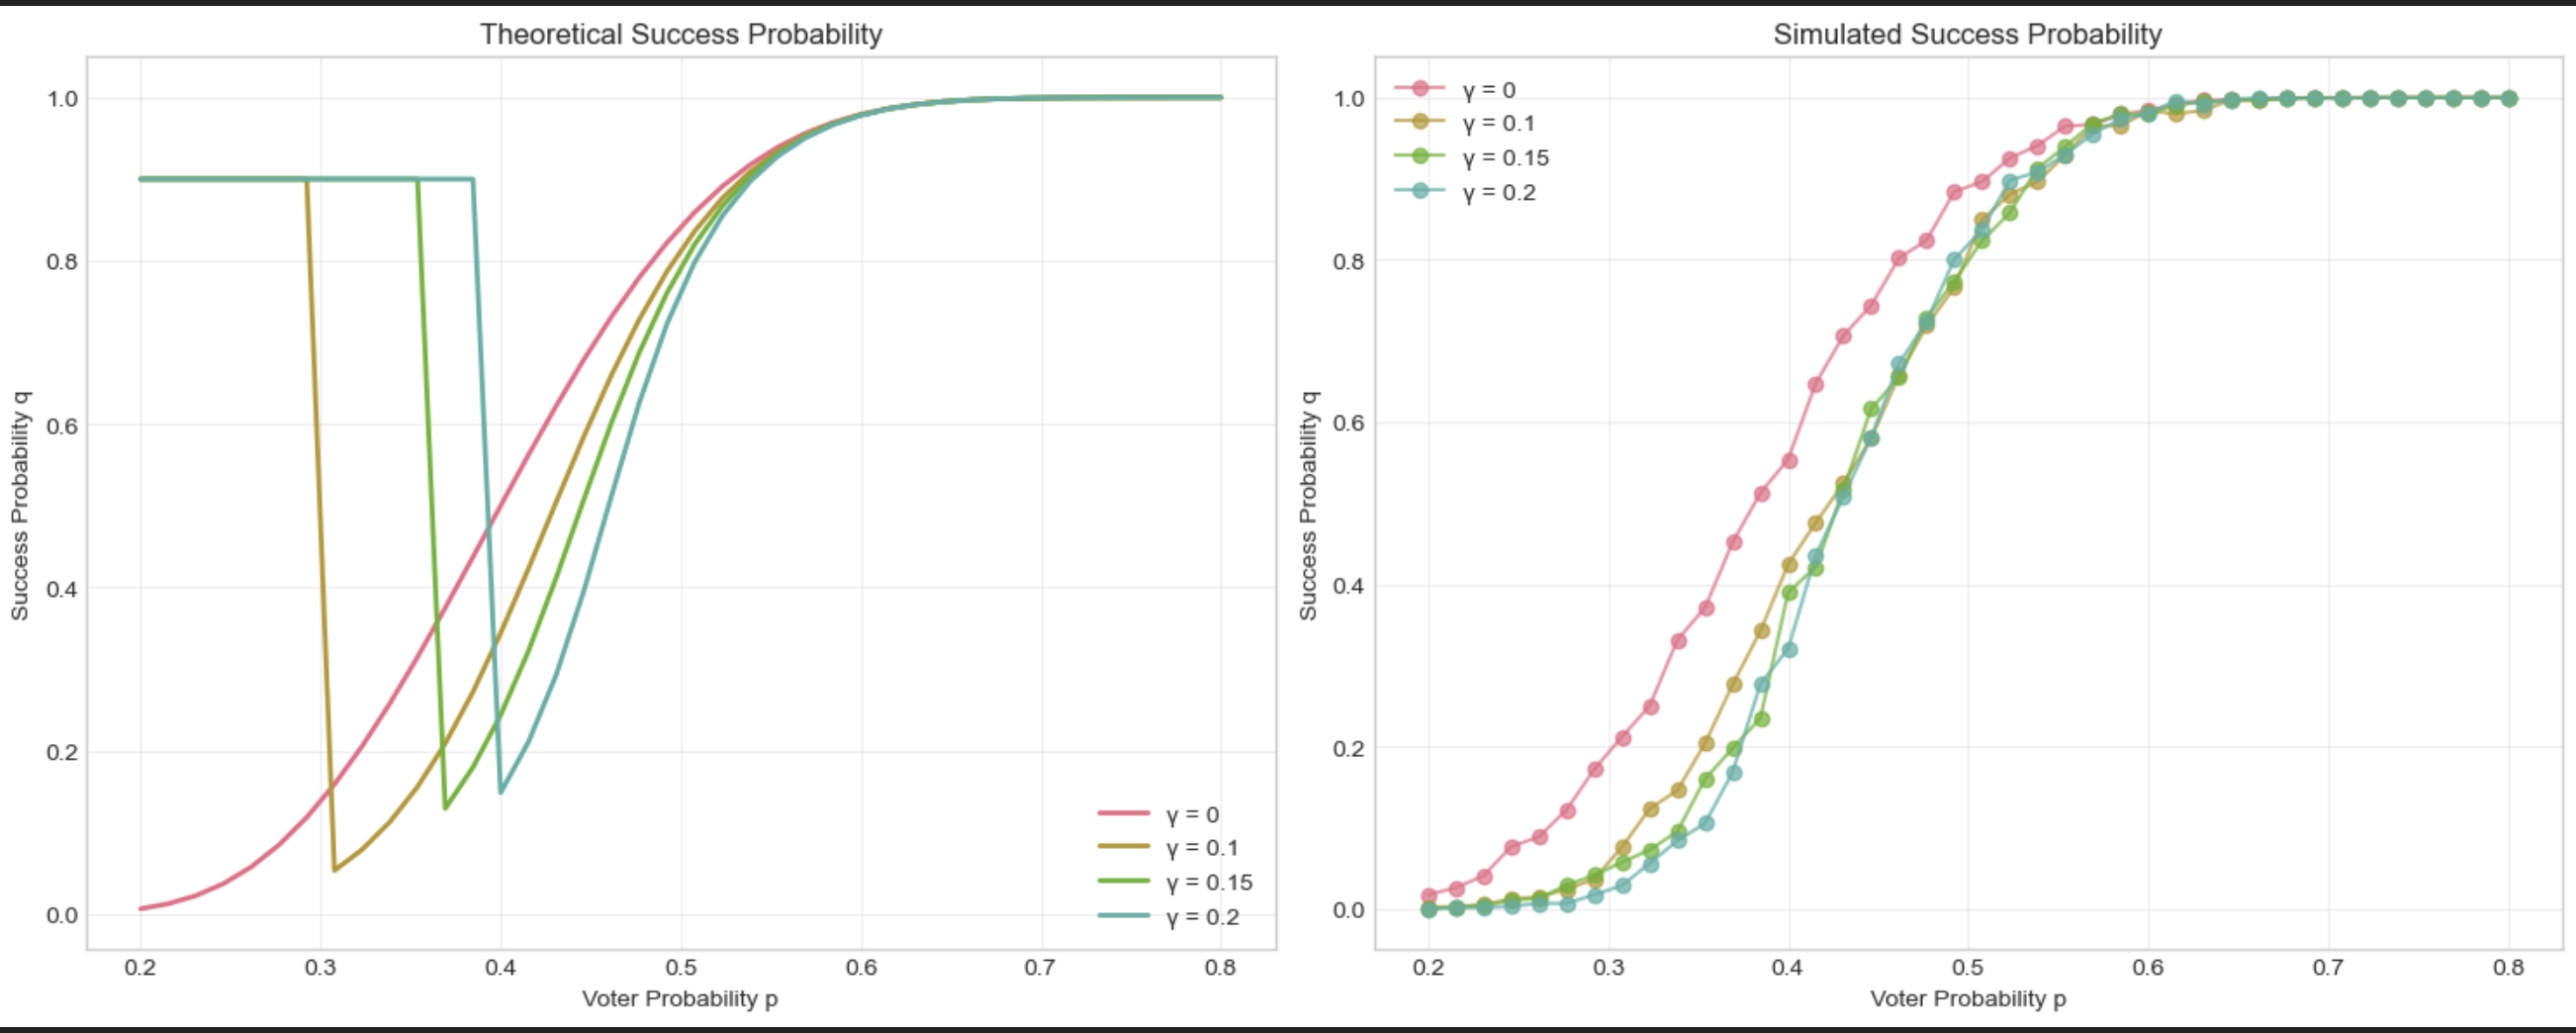 Theoretical Success Probability
Success Probability q
1.0
0.8
0.6
0.4
0.2
0.0
0.2 0.3 0.4 0.5 0.6 0.7 0.8
Voter Probability p
γ = 0
γ = 0.1
γ = 0.15
γ = 0.2
Simulated Success Probability
Success Probability q
1.0
0.8
0.6
0.4
0.2
0.0
0.2 0.3 0.4 0.5 0.6 0.7 0.8
Voter Probability p
γ = 0
γ = 0.1
γ = 0.15
γ = 0.2